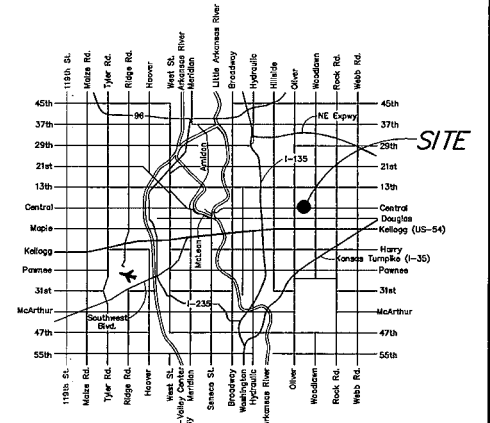 119th St.
Maize Rd.
Tyler Rd.
Ridge Rd.
Hoover
West St.
Arkansas River
Meridian
Little Arkansas River
Broadway
Hydraulic
Hillside
Oliver
Woodlawn
Rock Rd.
Webb Rd.
45th
37th
29th
21st
13th
Central
Maple
Kellogg
Pawnee
31st
McArthur
47th
55th
96
Amidon
I-135
NE Expwy.
SITE
McLean
I-235
Southwest
Blvd.
45th
37th
29th
21st
13th
Central
Douglas
Kellogg (US-54)
Harry
Kansas Turnpike (I-35)
Pawnee
31st
McArthur
47th
55th
119th St.
Maize Rd.
Tyler Rd.
Ridge Rd.
Hoover
West St.
-Valley Center
Meridian
Seneca St.
Broadway
Washington
Hydraulic
Arkansas River
Oliver
Woodlawn
Rock Rd.
Webb Rd.